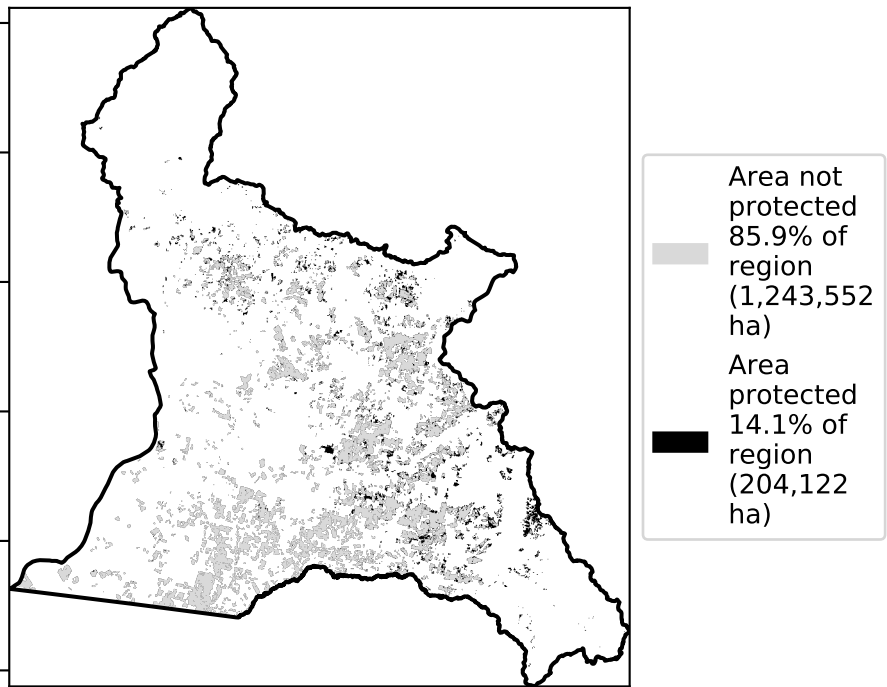 Area not
protected
85.9% of
region
(1,243,552
ha)
Area
protected
14.1% of
region
(204,122
ha)